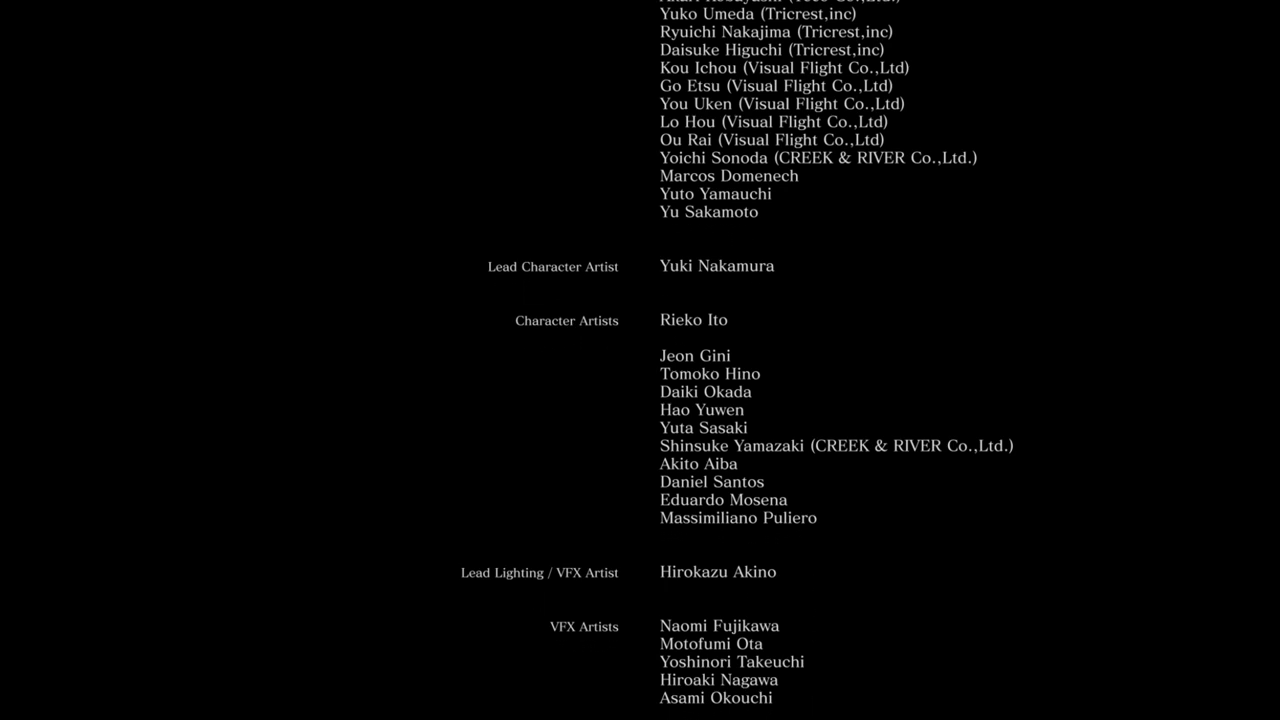 Yuko Umeda (Tricrest,inc)
Ryuichi Nakajima (Tricrest,inc)
Daisuke Higuchi (Tricrest,inc)
Kou Ichou (Visual Flight Co.,Ltd)
Go Etsu (Visual Flight Co.,Ltd)
You Uken (Visual Flight Co.,Ltd)
Lo Hou (Visual Flight Co.,Ltd)
Ou Rai (Visual Flight Co.,Ltd)
Yoichi Sonoda (CREEK & RIVER Co.,Ltd.)
Marcos Domenech
Yuto Yamauchi
Yu Sakamoto
Lead Character Artist Yuki Nakamura
Character Artists Rieko Ito
Jeon Gini
Tomoko Hino
Daiki Okada
Hao Yuwen
Yuta Sasaki
Shinsuke Yamazaki (CREEK & RIVER Co.,Ltd.)
Akito Aiba
Daniel Santos
Eduardo Mosena
Massimiliano Puliero
Lead Lighting / VFX Artist Hirokazu Akino
VFX Artists Naomi Fujikawa
Motofumi Ota
Yoshinori Takeuchi
Hiroaki Nagawa
Asami Okouchi